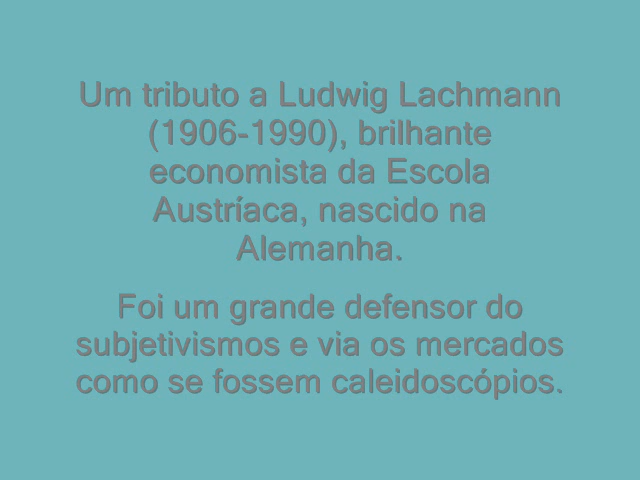 Um tributo a Ludwig Lachmann
(1906-1990), brilhante
economista da Escola
Austríaca, nascido na
Alemanha.
Foi um grande defensor do
subjetivismos e via os mercados
como se fossem caleidoscópios.